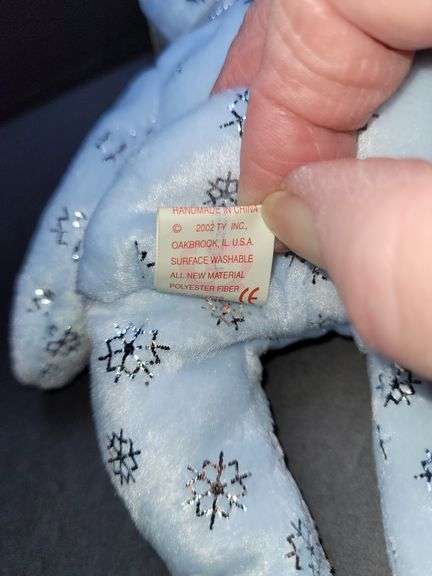 HANDMADE IN CHINA
© 2002 TY INC.,
OAKBROOK, IL. U.S.A.
SURFACE WASHABLE
ALL NEW MATERIAL
POLYESTER FIBER CE